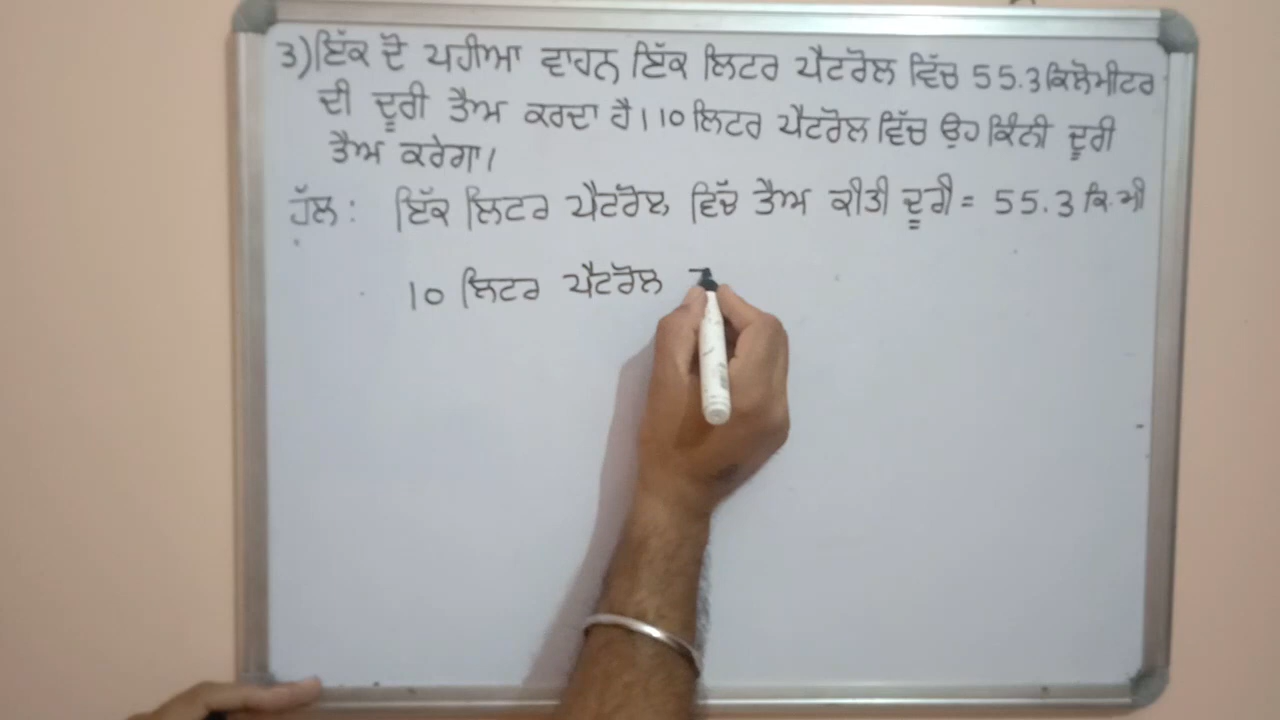 3) ਇੱਕ ਦੋ ਪਹੀਆ ਵਾਹਨ ਇੱਕ ਲਿਟਰ ਪੈਟਰੋਲ ਵਿੱਚ 55.3 ਕਿਲੋਮੀਟਰ
ਦੀ ਦੂਰੀ ਤੈਅ ਕਰਦਾ ਹੈ। 10 ਲਿਟਰ ਪੈਟਰੋਲ ਵਿੱਚ ਉਹ ਕਿੰਨੀ ਦੂਰੀ
ਤੈਅ ਕਰੇਗਾ।
ਹੱਲ: ਇੱਕ ਲਿਟਰ ਪੈਟਰੋਲ ਵਿੱਚ ਤੈਅ ਕੀਤੀ ਦੂਰੀ = 55.3 ਕਿ.ਮੀ
10 ਲਿਟਰ ਪੈਟਰੋਲ